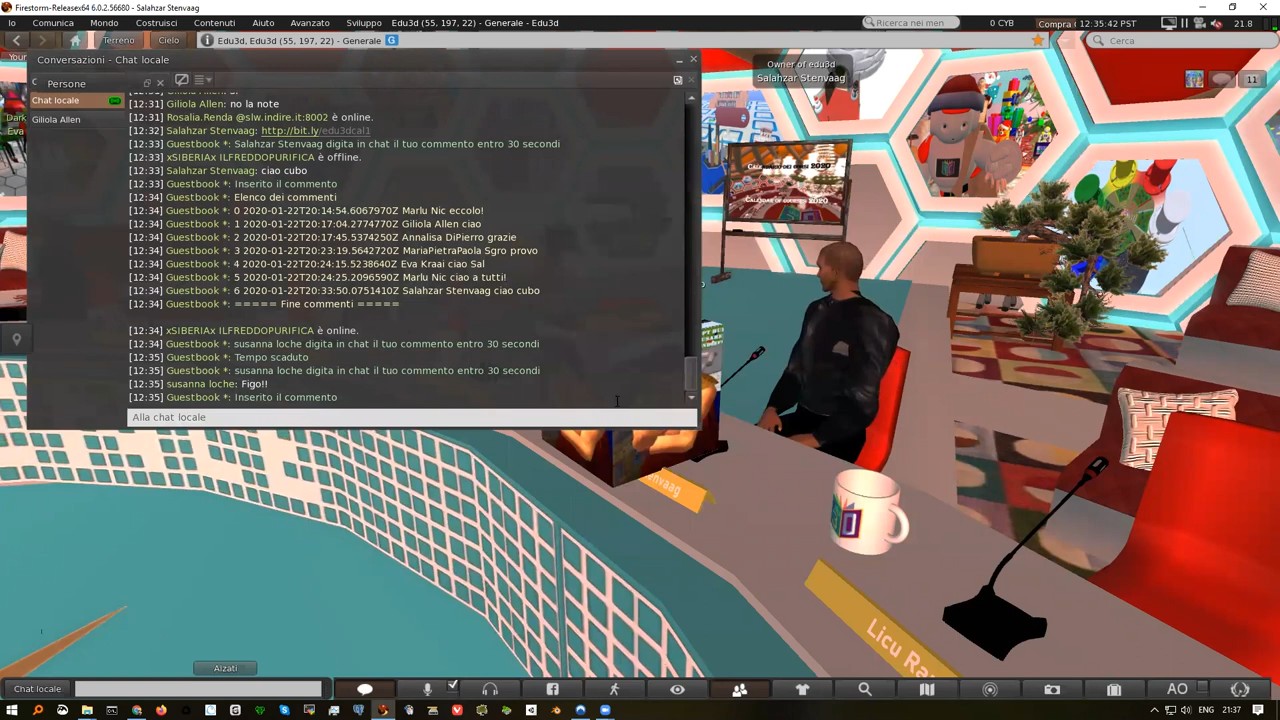 Firestorm-Releasex64 6.0.2.56680 - Salahzar Stenvaag
Io Comunica Mondo Costruisci Contenuti Aiuto Avanzato Sviluppo Edu3d (55, 197, 22) - Generale - Edu3d
Ricerca nei men
0 CYB
Compra
12:35:42 PT
21.8
Terreno
Cielo
Edu3d, Edu3d (55, 197, 22) - Generale
G
Cerca
Conversazioni - Chat locale
Persone
Chat locale
Giliola Allen
[12:31] Giliola Allen: no la note
[12:31] Rosalia.Renda @slw.indire.it:8002 è online.
[12:32] Salahzar Stenvaag: http://bit.ly/edu3dcal1
[12:33] Guestbook *: Salahzar Stenvaag digita in chat il tuo commento entro 30 secondi
[12:33] xSIBERIAx ILFREDDOPURIFICA è offline.
[12:33] Salahzar Stenvaag: ciao cubo
[12:33] Guestbook *: Inserito il commento
[12:34] Guestbook *: Elenco dei commenti
[12:34] Guestbook *: 0 2020-01-22T20:14:54.6067970Z Marlu Nic eccolo!
[12:34] Guestbook *: 1 2020-01-22T20:17:04.2774770Z Giliola Allen ciao
[12:34] Guestbook *: 2 2020-01-22T20:17:45.5374250Z Annalisa DiPierro grazie
[12:34] Guestbook *: 3 2020-01-22T20:23:19.5642720Z MariaPietraPaola Sgro provo
[12:34] Guestbook *: 4 2020-01-22T20:24:15.5238640Z Eva Kraai ciao Sal
[12:34] Guestbook *: 5 2020-01-22T20:24:25.2096590Z Marlu Nic ciao a tutti!
[12:34] Guestbook *: 6 2020-01-22T20:33:50.0751410Z Salahzar Stenvaag ciao cubo
[12:34] Guestbook *: ===== Fine commenti =====
[12:34] xSIBERIAx ILFREDDOPURIFICA è online.
[12:34] Guestbook *: susanna loche digita in chat il tuo commento entro 30 secondi
[12:35] Guestbook *: Tempo scaduto
[12:35] Guestbook *: susanna loche digita in chat il tuo commento entro 30 secondi
[12:35] susanna loche: Figo!!
[12:35] Guestbook *: Inserito il commento
Alla chat locale
Owner of edu3d
Salahzar Stenvaag
11
Calendario dei corsi 2020
Calendar of courses 2020
Licu Ra
Alzati
Chat locale
AO
21:37